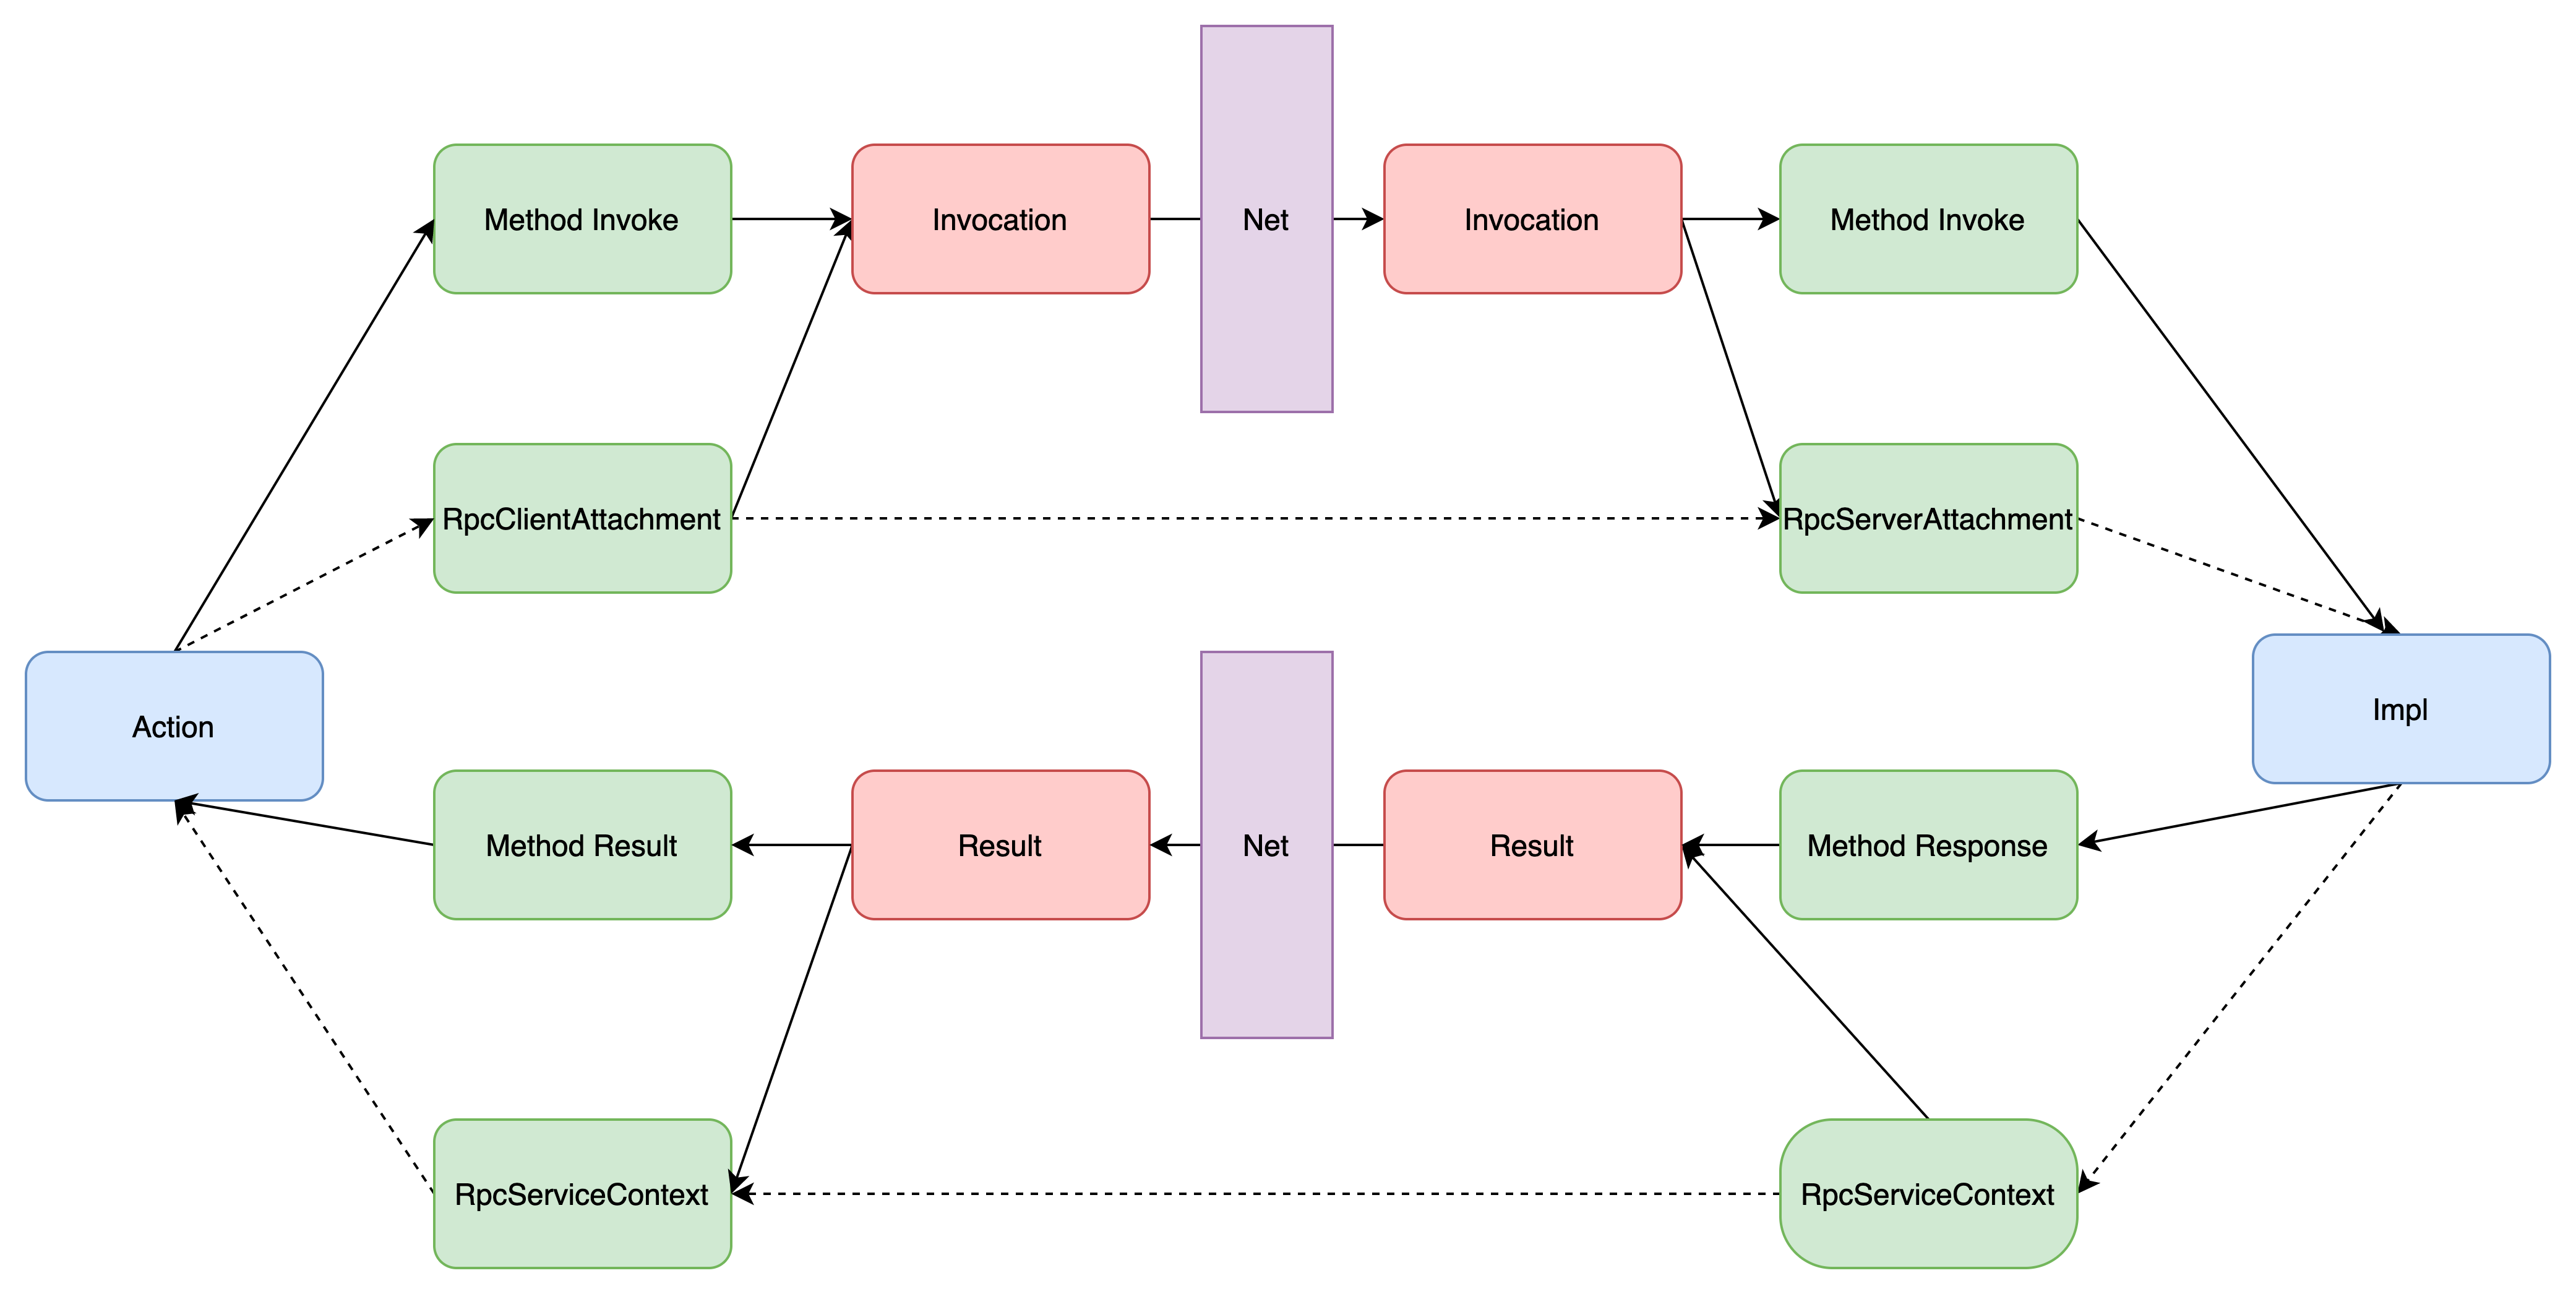 Method Invoke
Invocation
Net
Invocation
Method Invoke
RpcClientAttachment
RpcServerAttachment
Action
Impl
Method Result
Result
Net
Result
Method Response
RpcServiceContext
RpcServiceContext